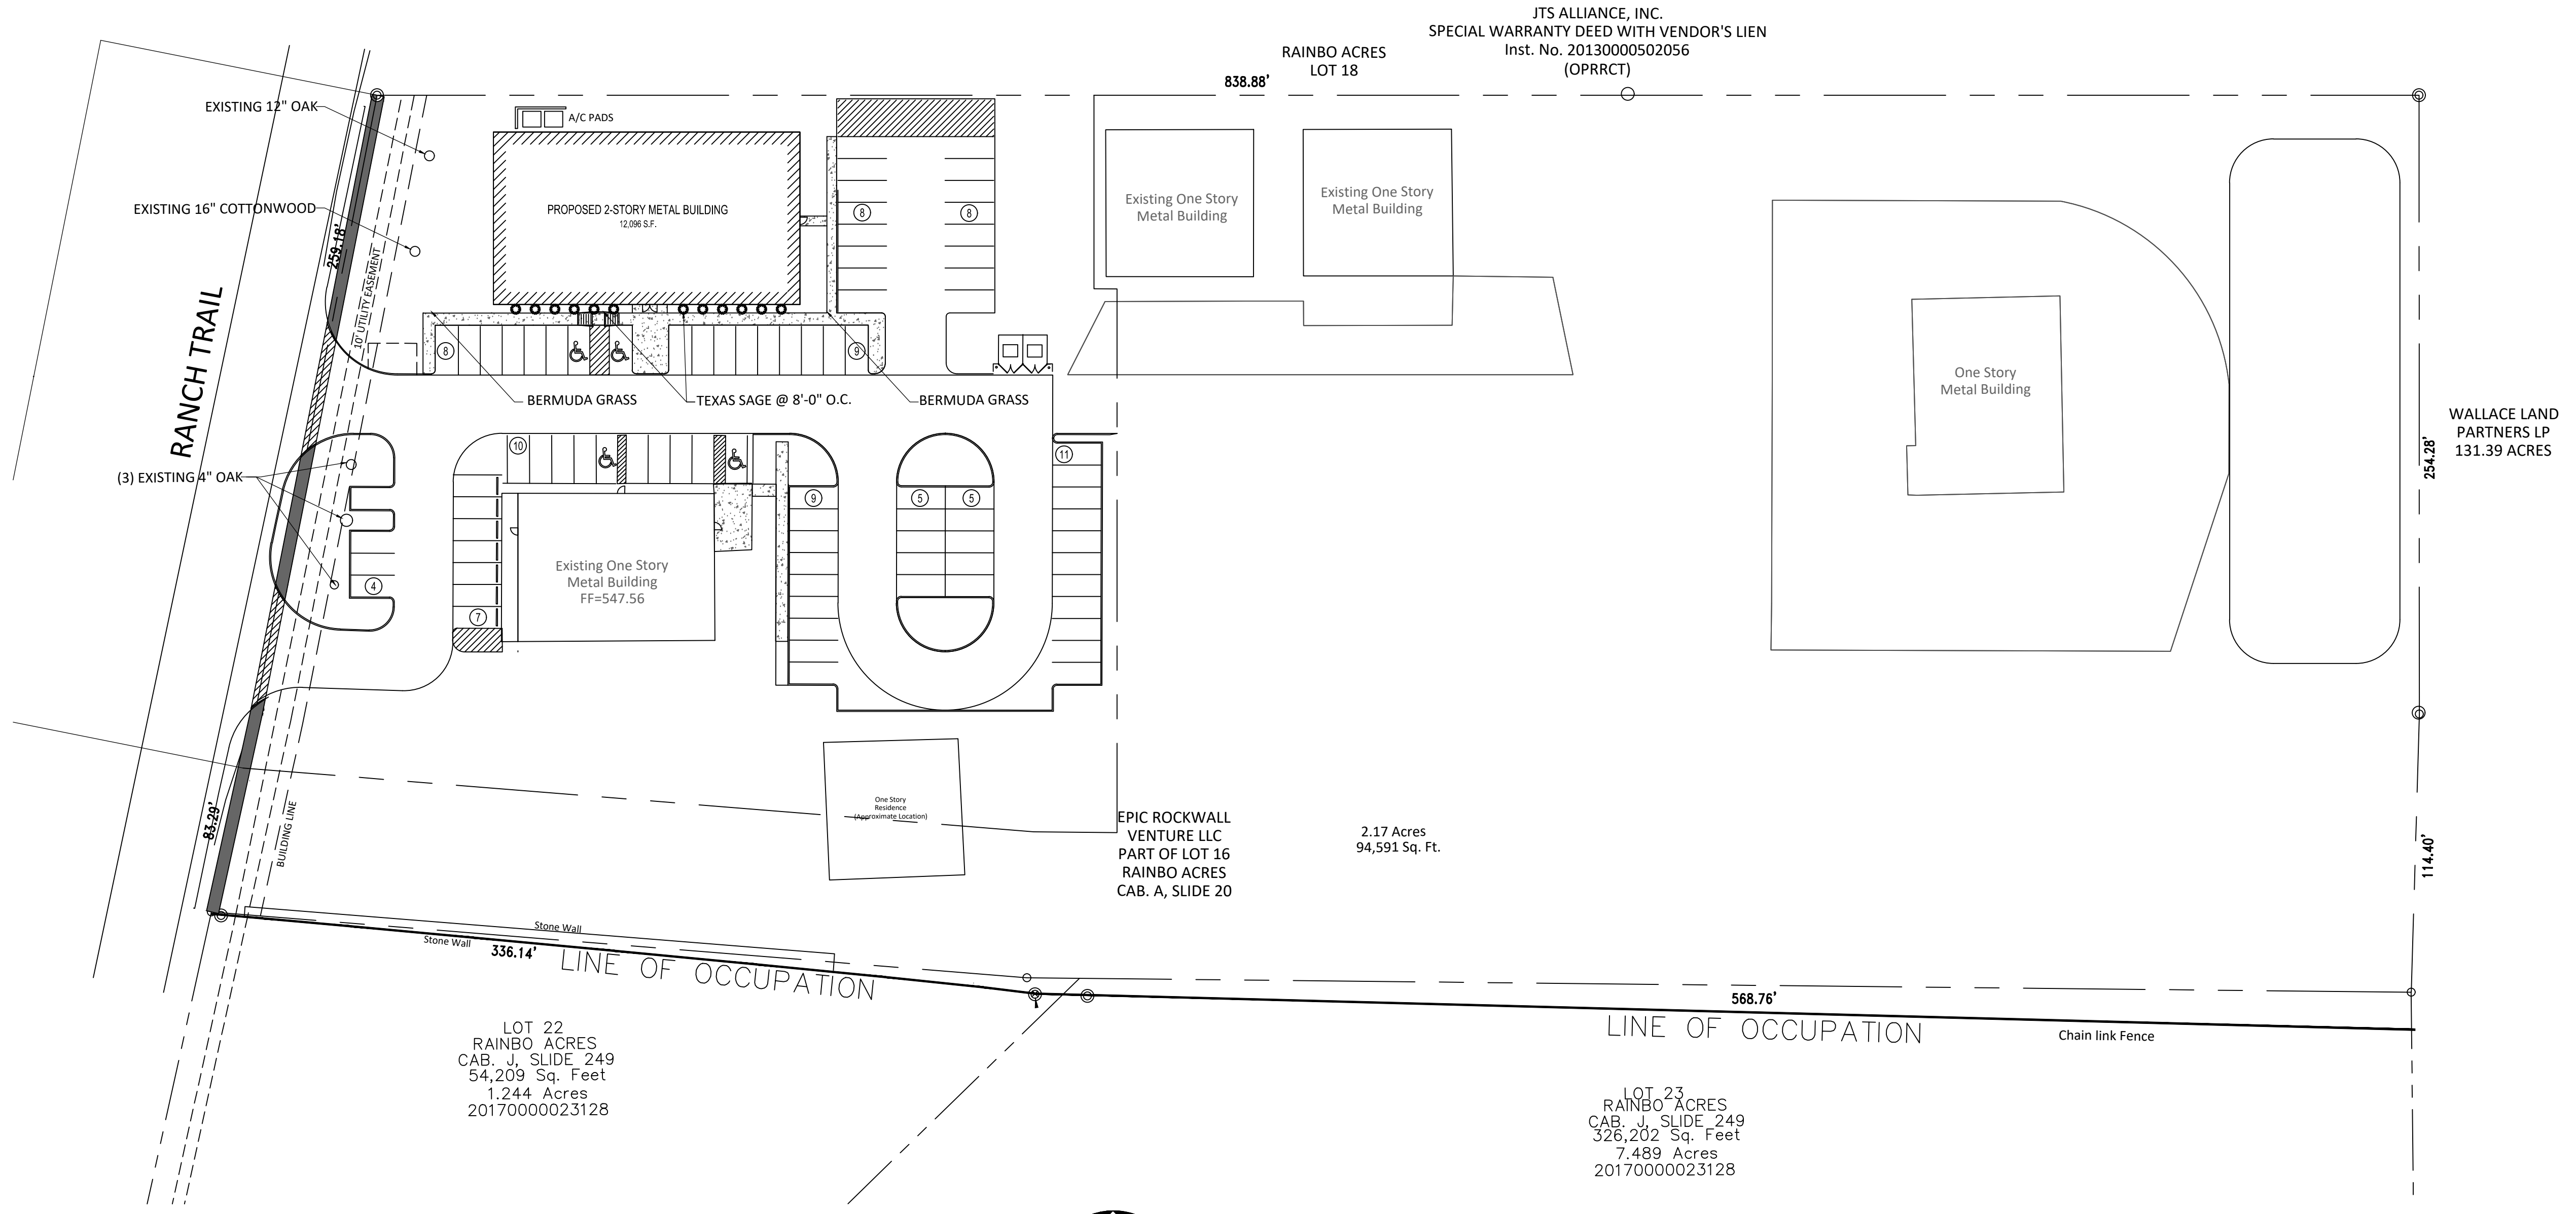 JTS ALLIANCE, INC.
SPECIAL WARRANTY DEED WITH VENDOR'S LIEN
Inst. No. 20130000502056
(OPRRCT)
RAINBO ACRES
LOT 18
838.88'
EXISTING 12" OAK
A/C PADS
EXISTING 16" COTTONWOOD
259.18'
10' UTILITY EASEMENT
RANCH TRAIL
PROPOSED 2-STORY METAL BUILDING
12,096 S.F.
8
8
Existing One Story
Metal Building
Existing One Story
Metal Building
8
9
BERMUDA GRASS
TEXAS SAGE @ 8'-0" O.C.
BERMUDA GRASS
One Story
Metal Building
WALLACE LAND
PARTNERS LP
131.39 ACRES
254.28'
(3) EXISTING 4" OAK
10
11
9
5
5
4
7
Existing One Story
Metal Building
FF=547.56
83.29'
BUILDING LINE
One Story
Residence
(Approximate Location)
EPIC ROCKWALL
VENTURE LLC
PART OF LOT 16
RAINBO ACRES
CAB. A, SLIDE 20
2.17 Acres
94,591 Sq. Ft.
114.40'
Stone Wall
Stone Wall
336.14'
LINE OF OCCUPATION
568.76'
LINE OF OCCUPATION
Chain link Fence
LOT 22
RAINBO ACRES
CAB. J, SLIDE 249
54,209 Sq. Feet
1.244 Acres
20170000023128
LOT 23
RAINBO ACRES
CAB. J, SLIDE 249
326,202 Sq. Feet
7.489 Acres
20170000023128